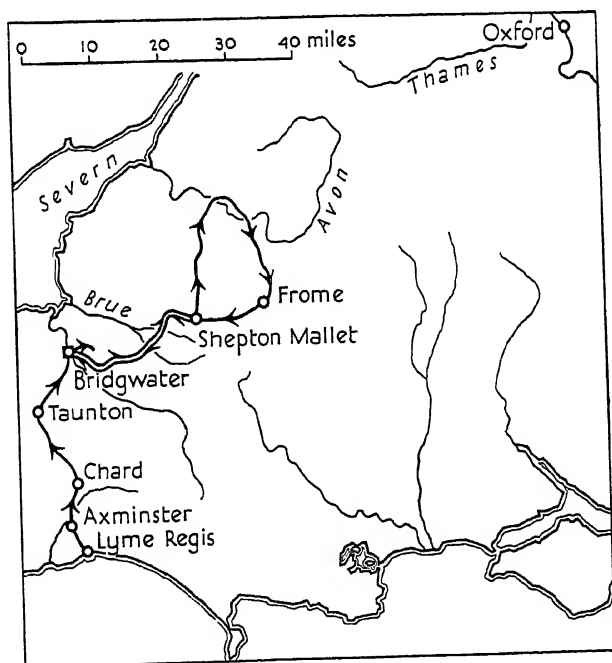 Oxford
0 10 20 30 40 miles
Thames
Severn
Avon
Brue
Frome
Shepton Mallet
Bridgwater
Taunton
Chard
Axminster
Lyme Regis